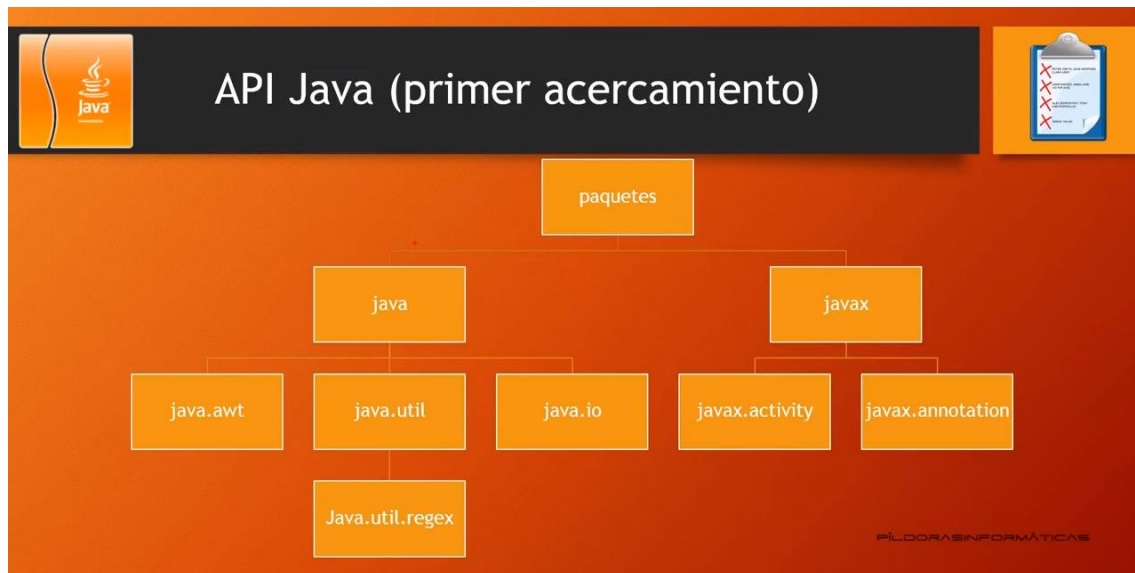 Java
API Java (primer acercamiento)
paquetes
java
javax
java.awt
java.util
java.io
javax.activity
javax.annotation
Java.util.regex
PÍLDORASINFORMÁTICAS